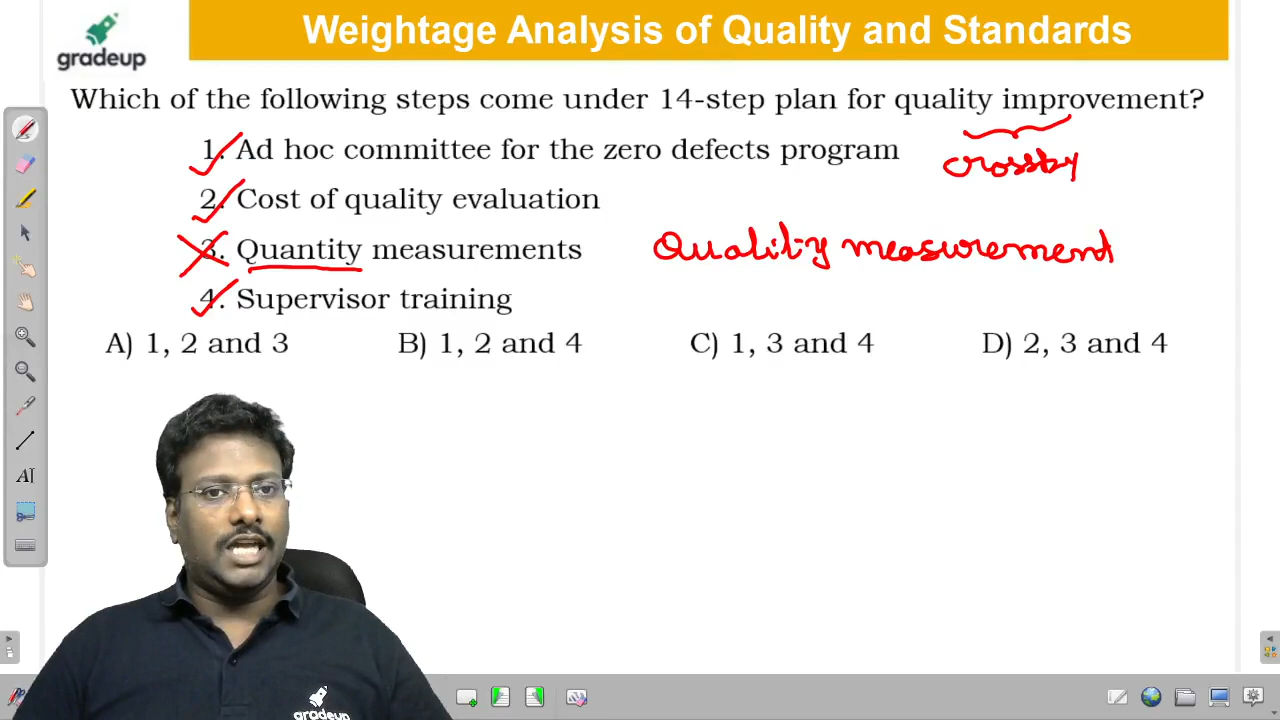 Weightage Analysis of Quality and Standards
gradeup
Which of the following steps come under 14-step plan for quality improvement?
1. Ad hoc committee for the zero defects program
crossby
2. Cost of quality evaluation
3. Quantity measurements
Quality measurement
4. Supervisor training
A) 1, 2 and 3 B) 1, 2 and 4 C) 1, 3 and 4 D) 2, 3 and 4
A
gradeup